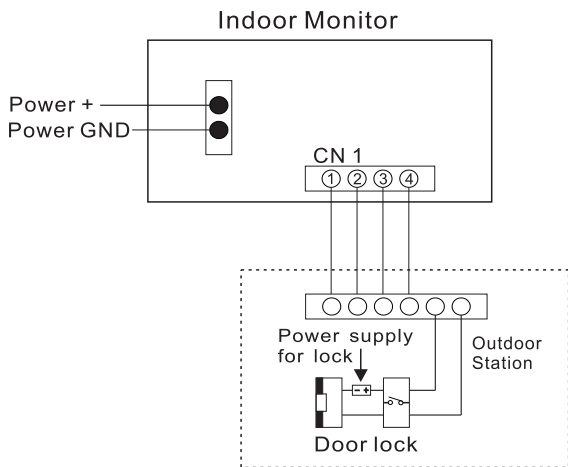 Indoor Monitor
Power +
Power GND
CN 1
1 2 3 4
Power supply
for lock
- +
Outdoor
Station
Door lock